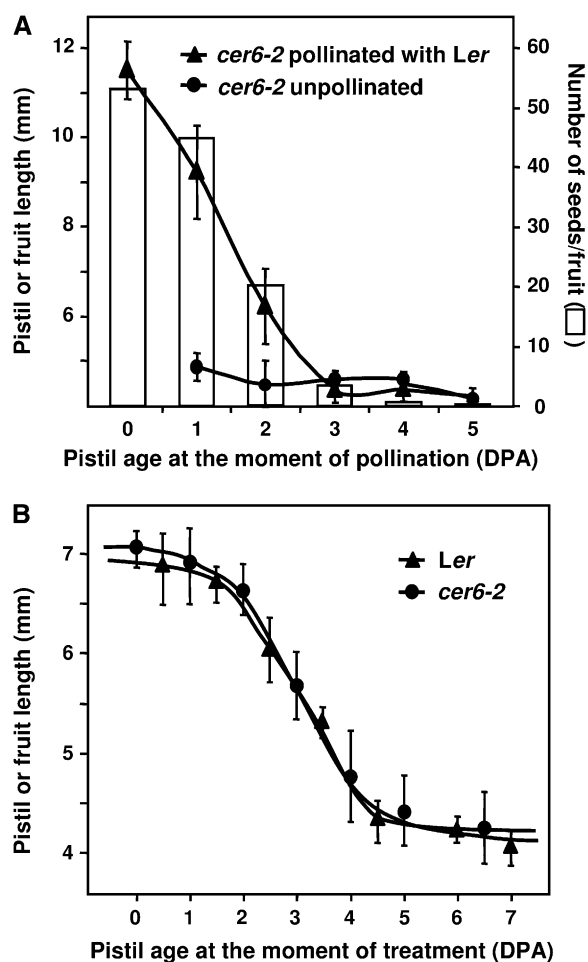 A
cer6-2 pollinated with Ler
cer6-2 unpollinated
Pistil or fruit length (mm)
12
10
8
6
60
50
40
30
20
10
0
Number of
seeds/fruit ( )
0 1 2 3 4 5
Pistil age at the moment of pollination (DPA)
B
Ler
cer6-2
Pistil or fruit length (mm)
7
6
5
4
0 1 2 3 4 5 6 7
Pistil age at the moment of treatment (DPA)